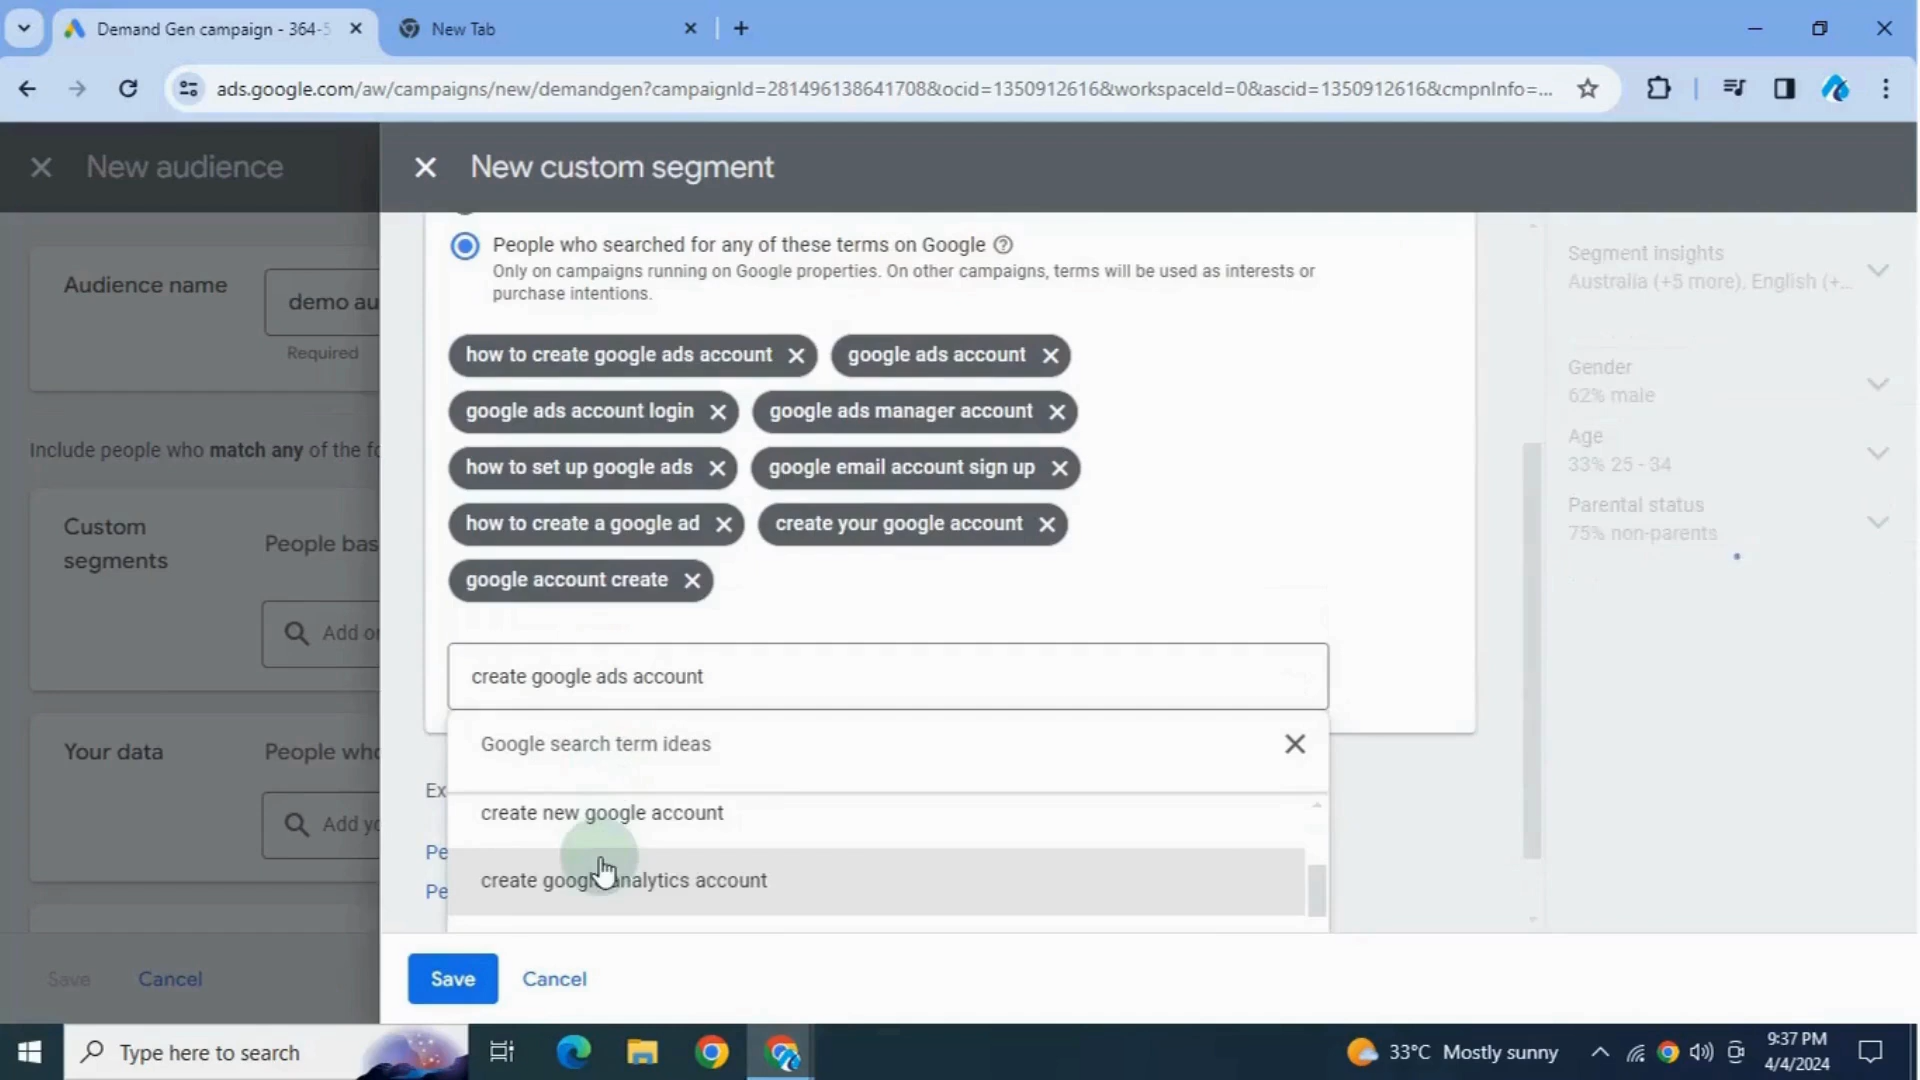 Demand Gen campaign - 364-5
New Tab
ads.google.com/aw/campaigns/new/demandgen?campaignId=281496138641708&ocid=1350912616&workspaceId=0&ascid=1350912616&cmpnInfo=...
New audience
New custom segment
Audience name
demo au
Required
Include people who match any of the fo
Custom
segments
People bas
Add or
Your data
People who
Add yo
Save
Cancel
People who searched for any of these terms on Google
Only on campaigns running on Google properties. On other campaigns, terms will be used as interests or
purchase intentions.
how to create google ads account
google ads account
google ads account login
google ads manager account
how to set up google ads
google email account sign up
how to create a google ad
create your google account
google account create
create google ads account
Google search term ideas
create new google account
create google analytics account
Ex
Pe
Pe
Save
Cancel
Segment insights
Australia (+5 more), English (+...
Gender
62% male
Age
33% 25 - 34
Parental status
75% non-parents
Type here to search
33°C Mostly sunny
9:37 PM
4/4/2024